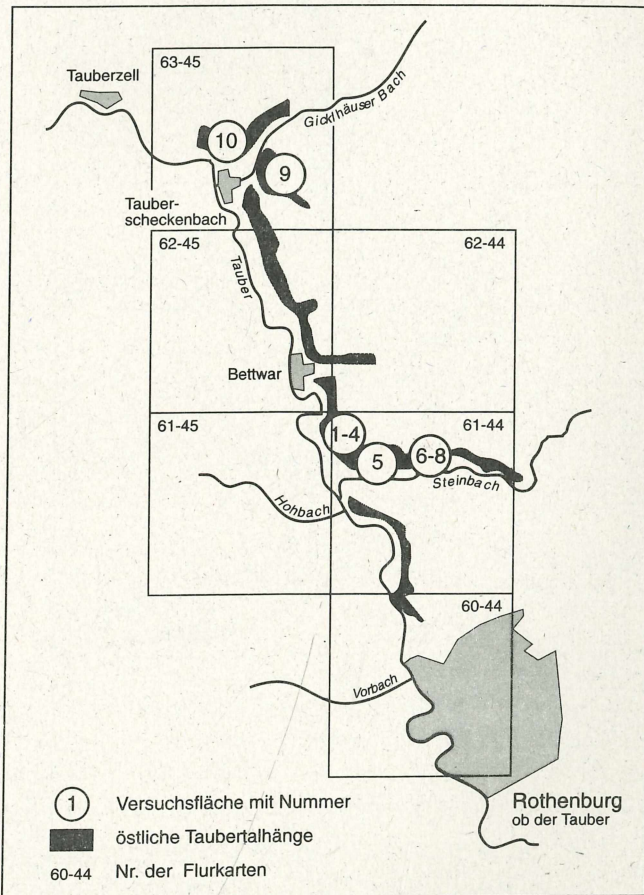 63-45
Tauberzell
Gicklhäuser Bach
10
9
Tauber-
scheckenbach
62-45
62-44
Tauber
Bettwar
61-45
61-44
1-4
5
6-8
Steinbach
Hohbach
60-44
Vorbach
Rothenburg
ob der Tauber
1 Versuchsfläche mit Nummer
östliche Taubertalhänge
60-44 Nr. der Flurkarten